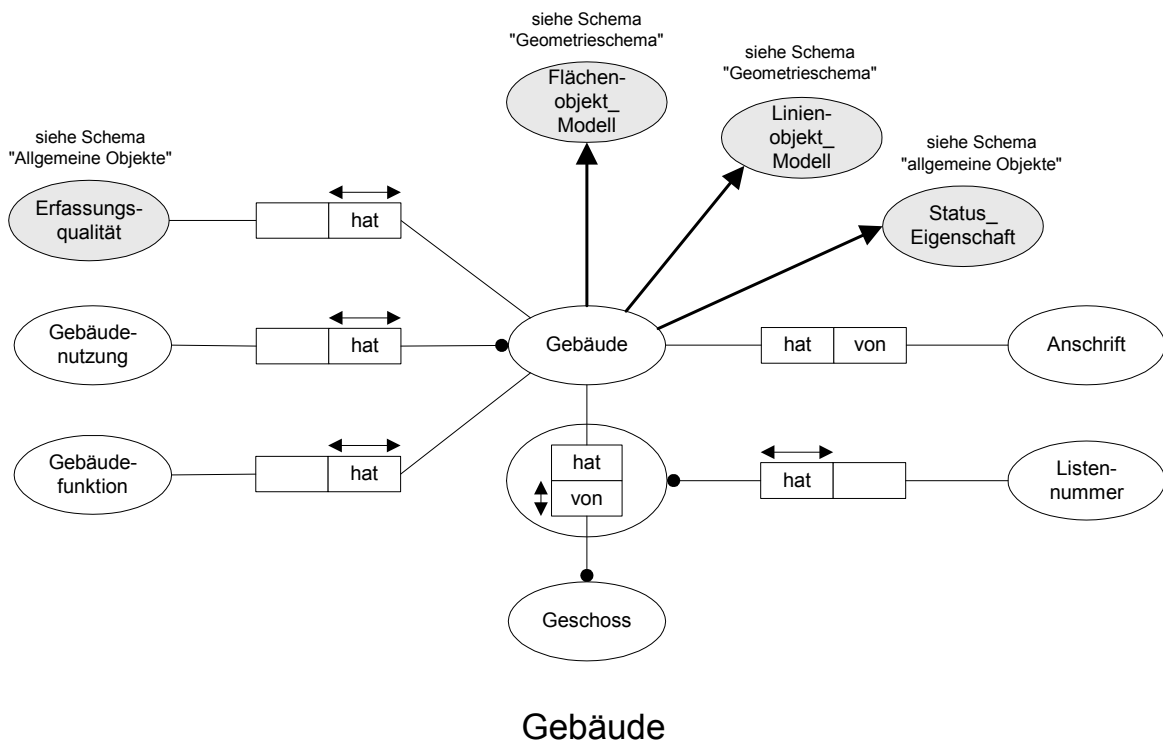 siehe Schema
"Geometrieschema"
Flächen-
objekt_
Modell
siehe Schema
"Geometrieschema"
Linien-
objekt_
Modell
siehe Schema
"Allgemeine Objekte"
Erfassungs-
qualität
hat
siehe Schema
"allgemeine Objekte"
Status_
Eigenschaft
Gebäude-
nutzung
hat
Gebäude
hat
von
Anschrift
Gebäude-
funktion
hat
hat
von
hat
Listen-
nummer
Geschoss
Gebäude